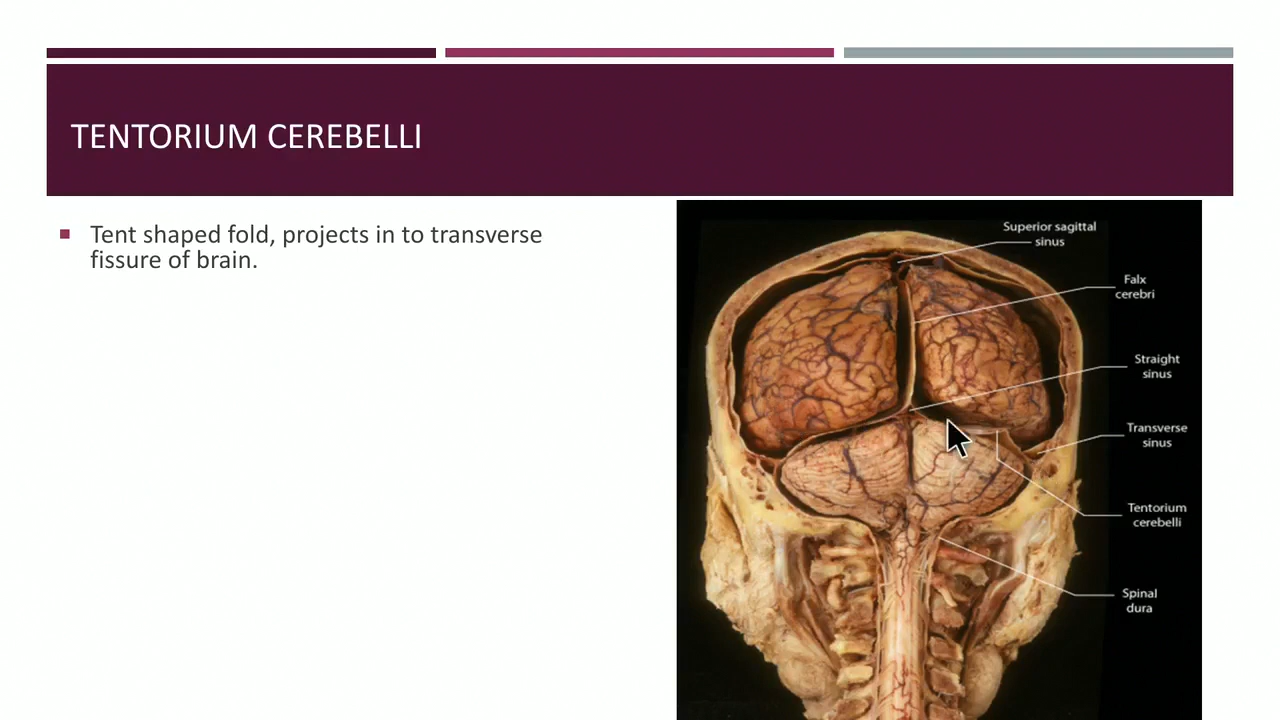 TENTORIUM CEREBELLI
Tent shaped fold, projects in to transverse
fissure of brain.
Superior sagittal
sinus
Falx
cerebri
Straight
sinus
Transverse
sinus
Tentorium
cerebelli
Spinal
dura